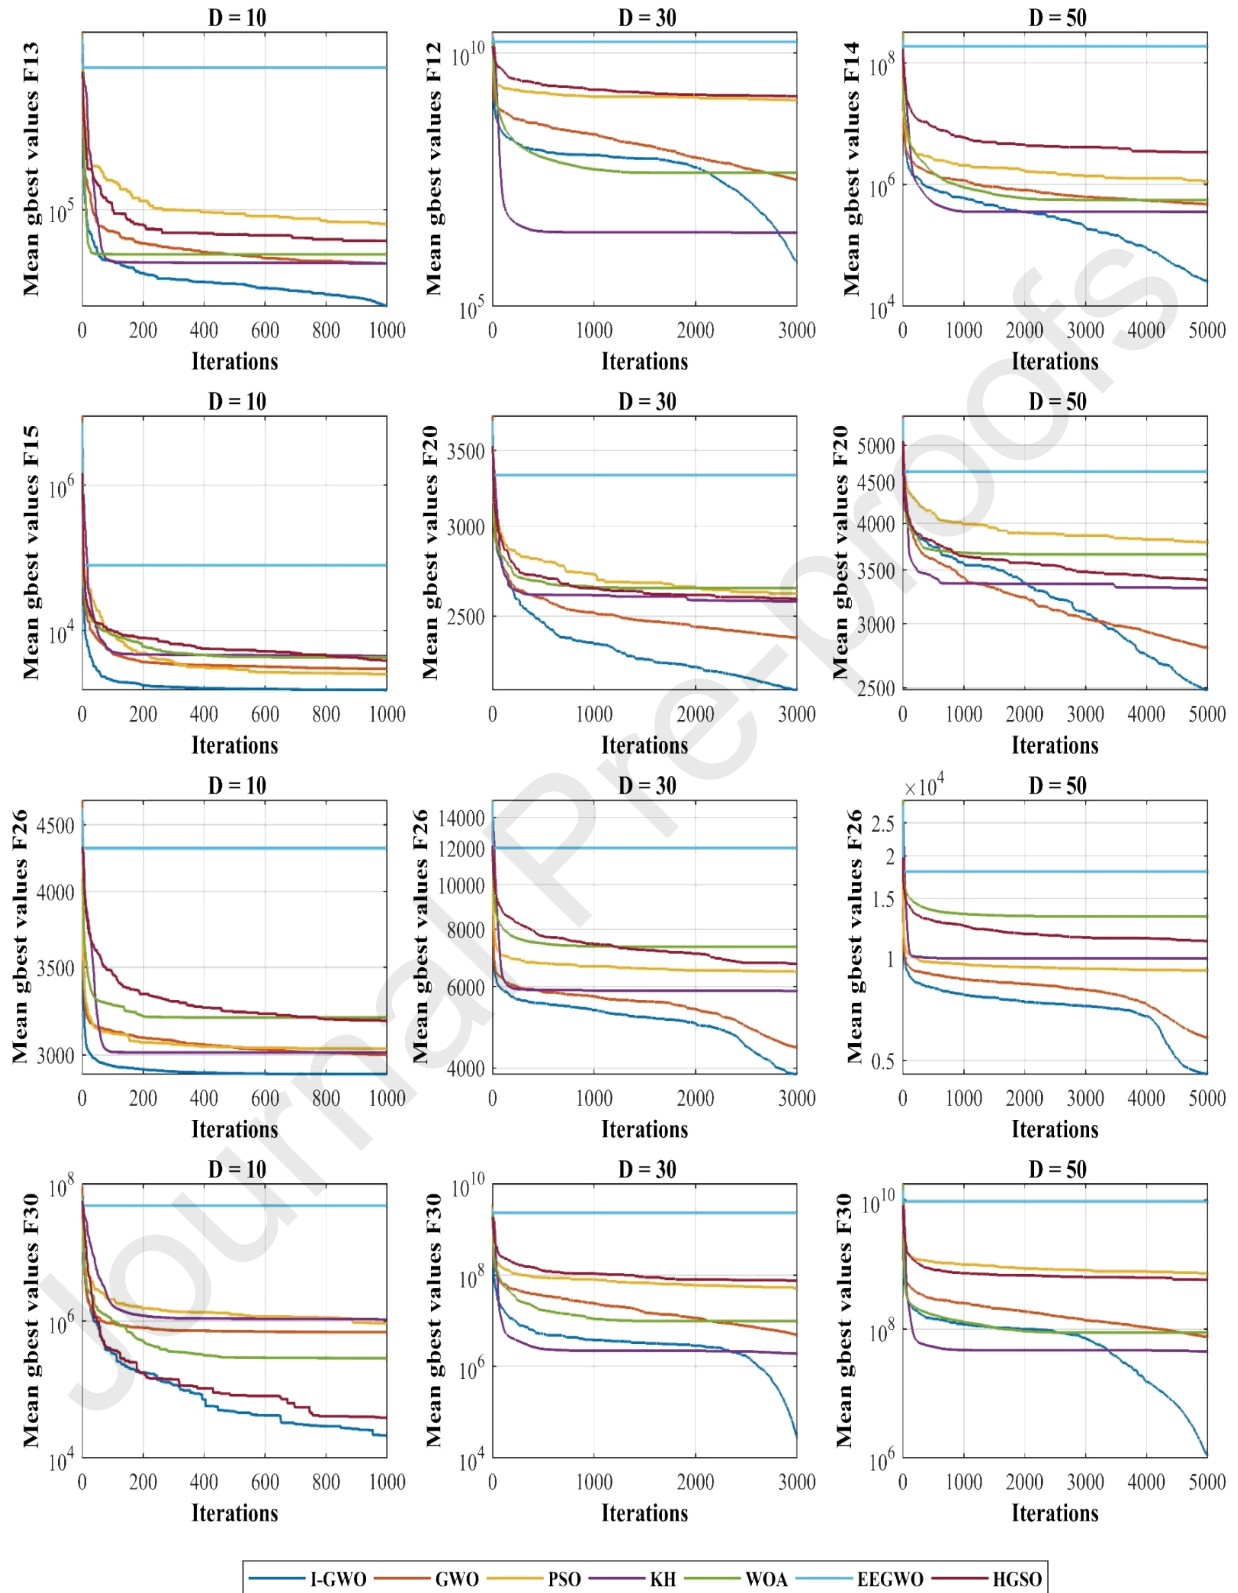 D = 10
D = 30
D = 50
Mean gbest values F13
10^5
0 200 400 600 800 1000
Iterations
Mean gbest values F12
10^10
10^5
0 1000 2000 3000
Iterations
Mean gbest values F14
10^8
10^6
10^4
0 1000 2000 3000 4000 5000
Iterations
D = 10
D = 30
D = 50
Mean gbest values F15
10^6
10^4
0 200 400 600 800 1000
Iterations
Mean gbest values F20
3500
3000
2500
0 1000 2000 3000
Iterations
Mean gbest values F20
5000
4500
4000
3500
3000
2500
0 1000 2000 3000 4000 5000
Iterations
D = 10
D = 30
D = 50
Mean gbest values F26
4500
4000
3500
3000
0 200 400 600 800 1000
Iterations
Mean gbest values F26
14000
12000
10000
8000
6000
4000
0 1000 2000 3000
Iterations
Mean gbest values F26
×10^4
2.5
2
1.5
1
0.5
0 1000 2000 3000 4000 5000
Iterations
D = 10
D = 30
D = 50
Mean gbest values F30
10^8
10^6
10^4
0 200 400 600 800 1000
Iterations
Mean gbest values F30
10^10
10^8
10^6
10^4
0 1000 2000 3000
Iterations
Mean gbest values F30
10^10
10^8
10^6
0 1000 2000 3000 4000 5000
Iterations
I-GWO GWO PSO KH WOA EEGWO HGSO
Journal Pre-proofs